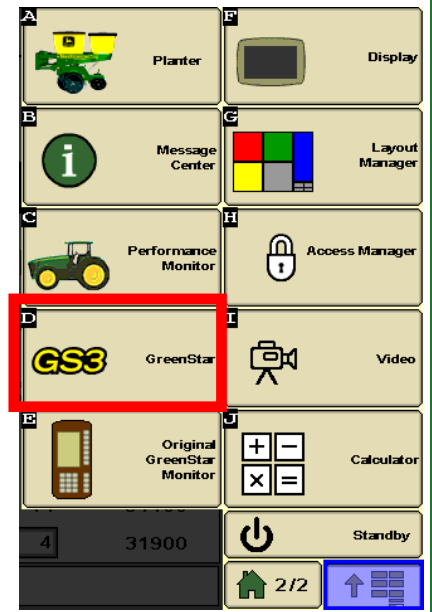 A
Planter
F
Display
B
i
Message
Center
G
Layout
Manager
C
Performance
Monitor
H
Access Manager
D
GS3
GreenStar
I
Video
E
Original
GreenStar
Monitor
J
+ −
× =
Calculator
4
31900
Standby
2/2